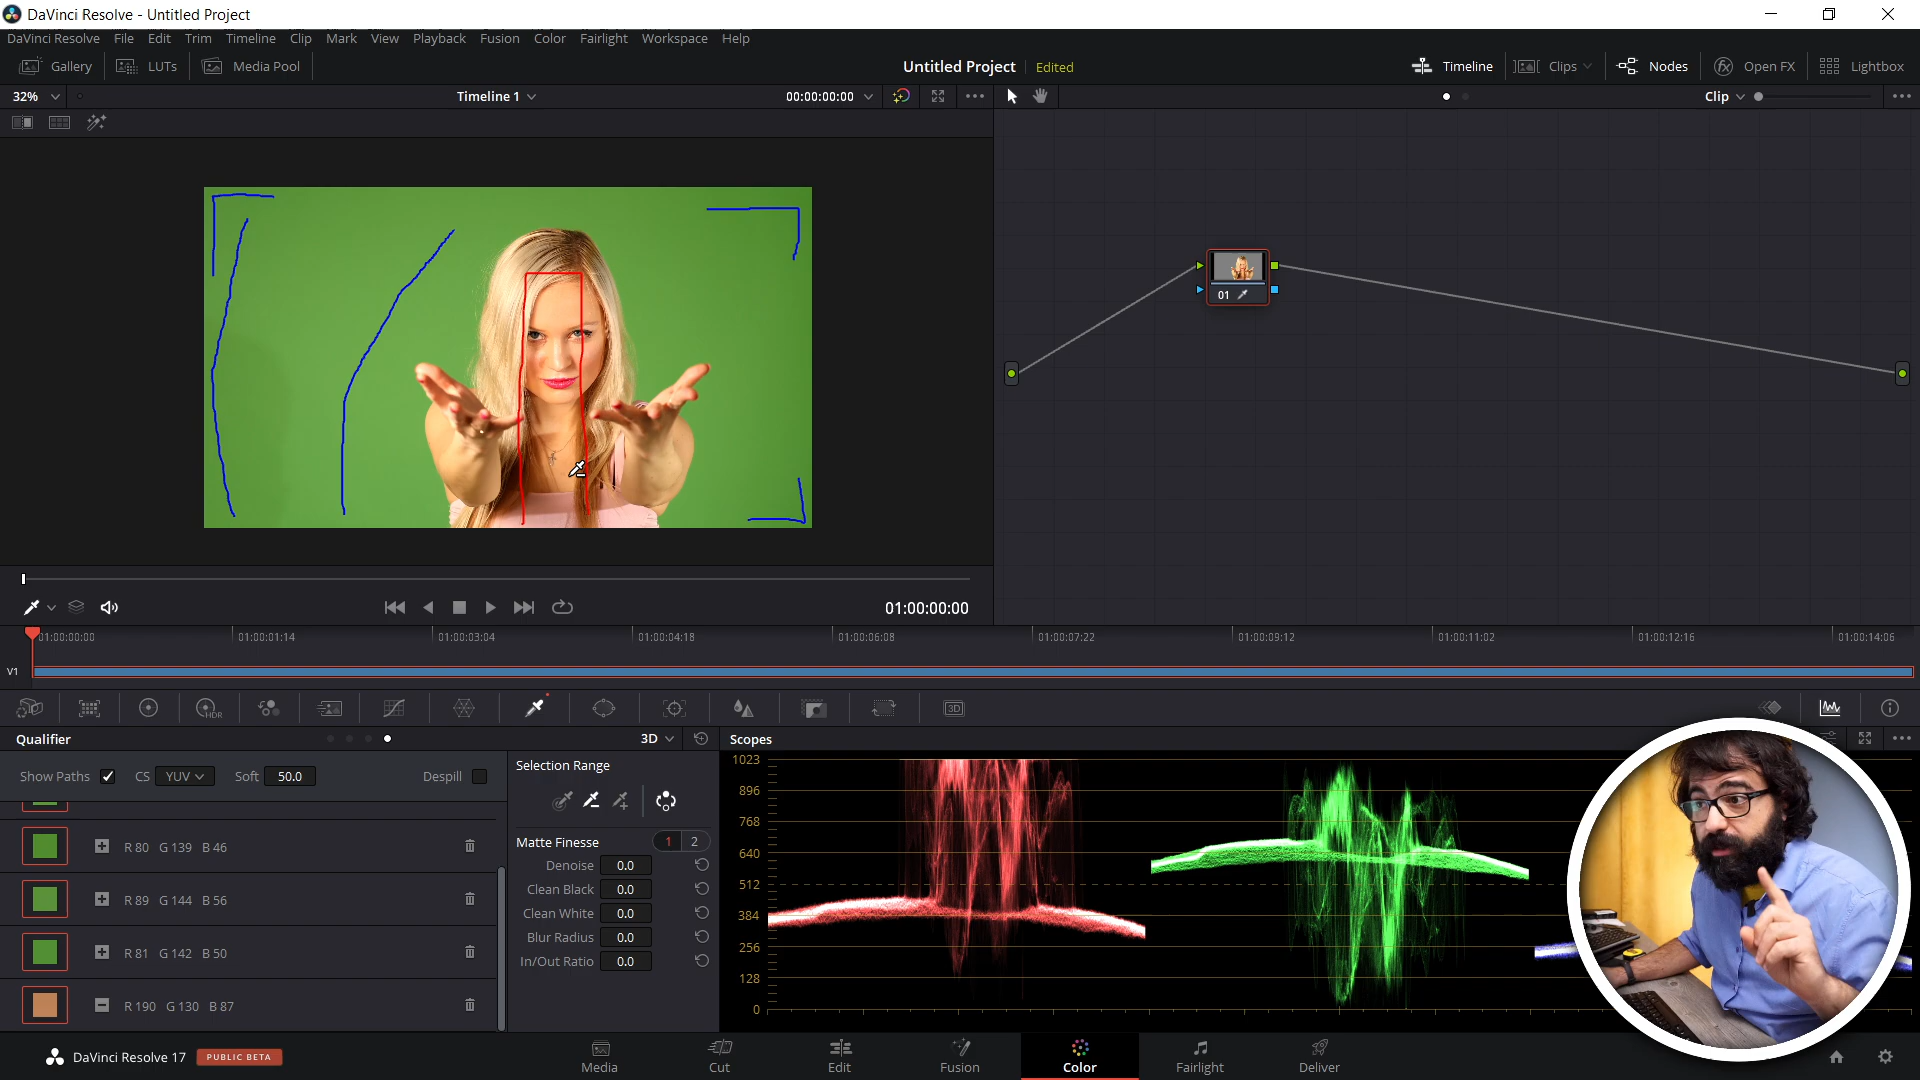 DaVinci Resolve - Untitled Project
DaVinci Resolve File Edit Trim Timeline Clip Mark View Playback Fusion Color Fairlight Workspace Help
Gallery LUTs Media Pool Untitled Project Edited Timeline Clips Nodes Open FX Lightbox
32% Timeline 1 00:00:00:00 Clip
01
01:00:00:00
01:00:00:00 01:00:01:14 01:00:03:04 01:00:04:18 01:00:06:08 01:00:07:22 01:00:09:12 01:00:11:02 01:00:12:16 01:00:14:06
V1
HDR 3D
Qualifier 3D Scopes
Show Paths CS YUV Soft 50.0 Despill
R 80 G 139 B 46
R 89 G 144 B 56
R 81 G 142 B 50
R 190 G 130 B 87
Selection Range
Matte Finesse 1 2
Denoise 0.0
Clean Black 0.0
Clean White 0.0
Blur Radius 0.0
In/Out Ratio 0.0
1023
896
768
640
512
384
256
128
0
DaVinci Resolve 17 PUBLIC BETA Media Cut Edit Fusion Color Fairlight Deliver